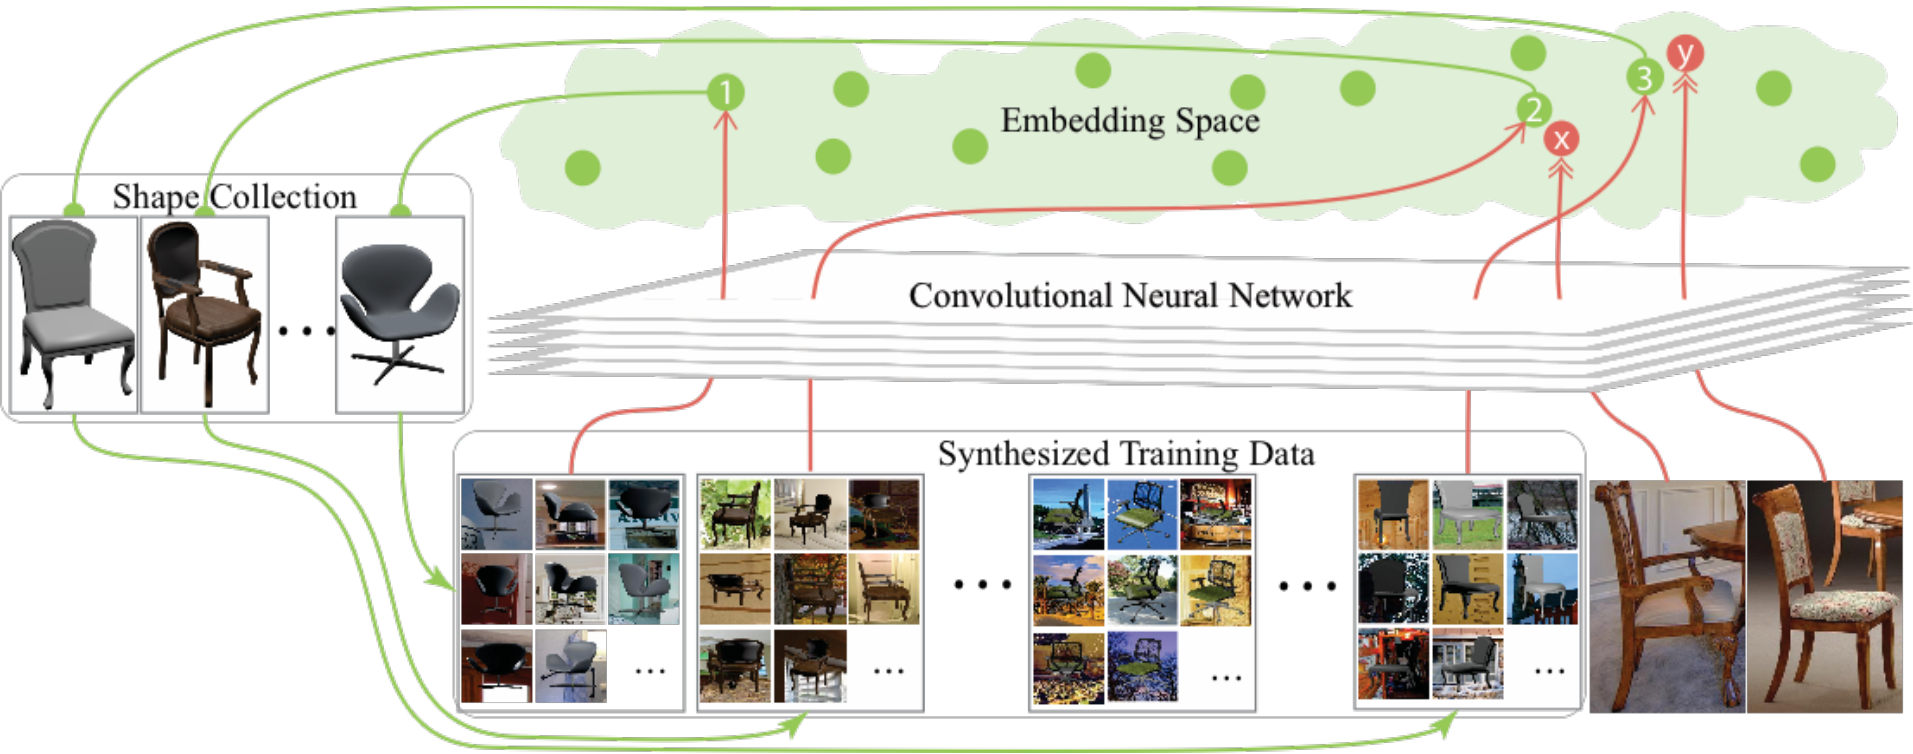 y
3
1
2
x
Embedding Space
Shape Collection
...
Convolutional Neural Network
Synthesized Training Data
... ...
... ... ... ...